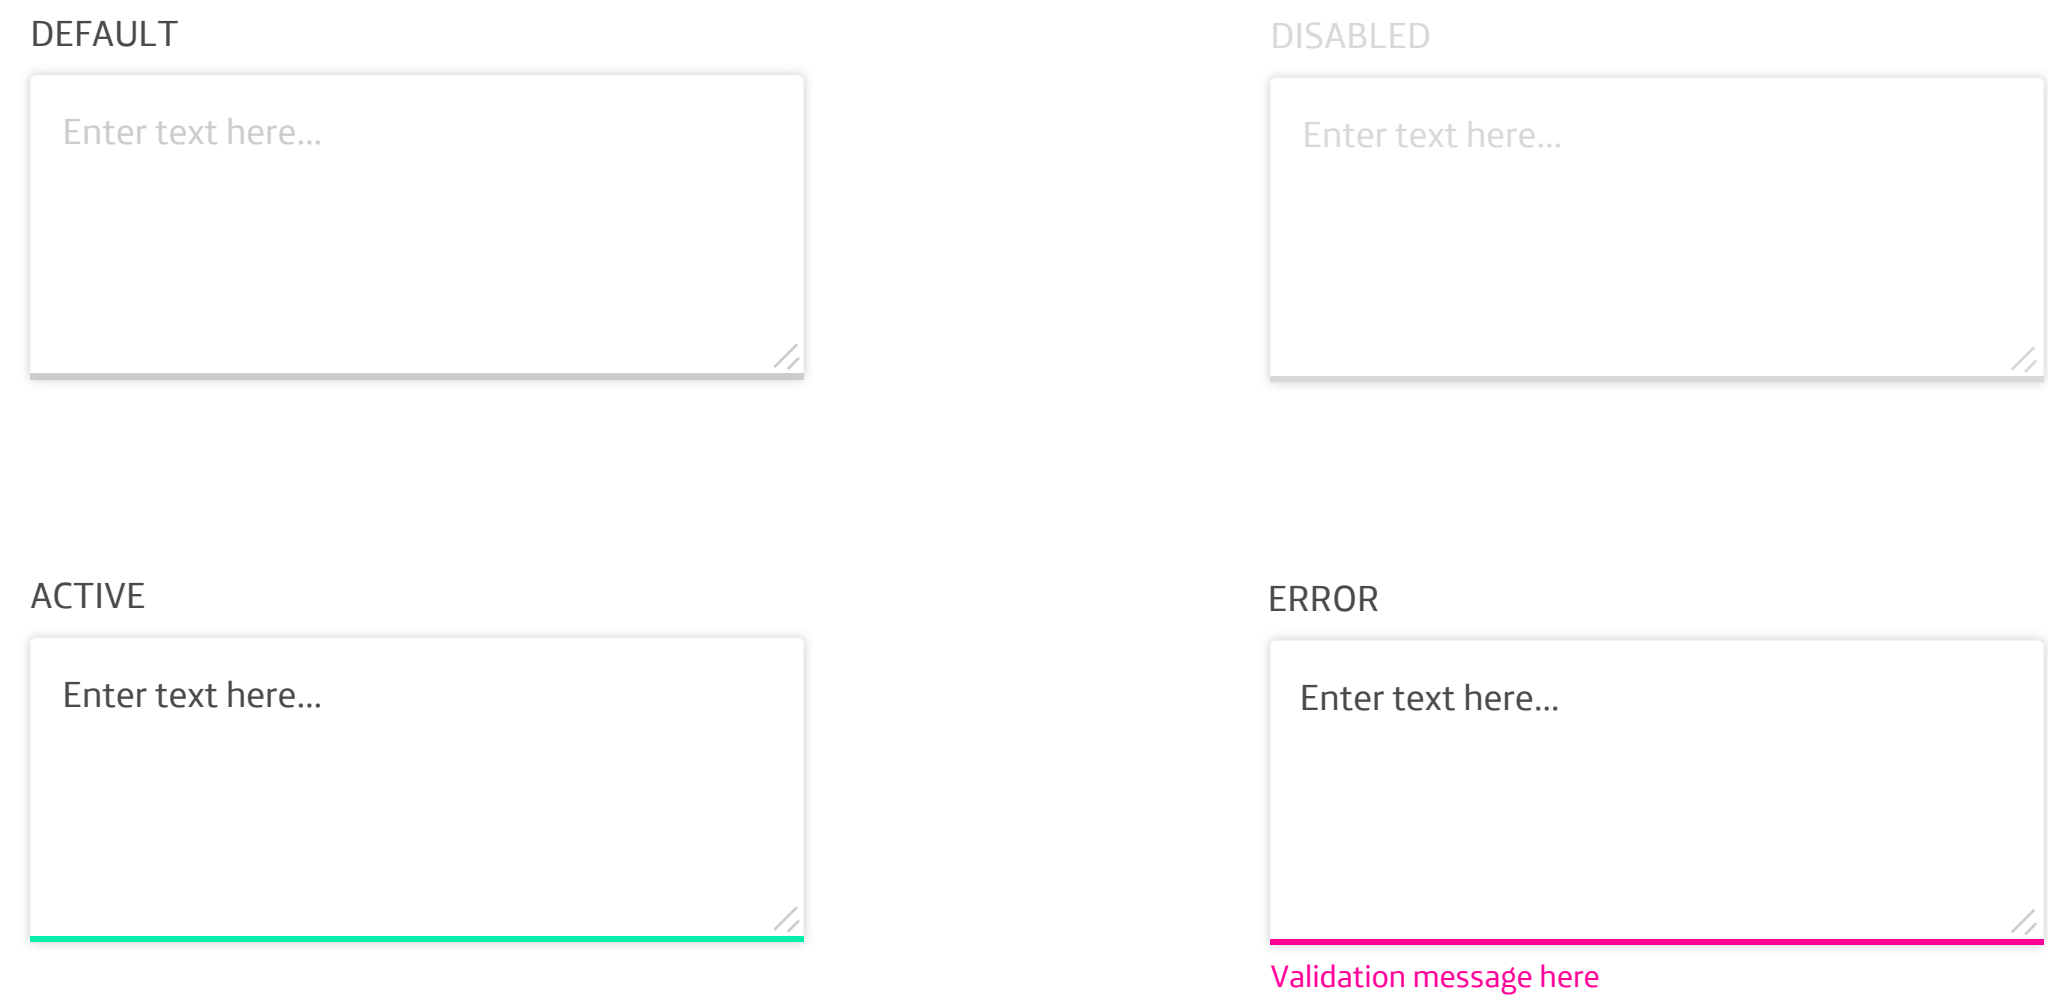 DEFAULT
Enter text here...
DISABLED
Enter text here...
ACTIVE
Enter text here...
ERROR
Enter text here...
Validation message here